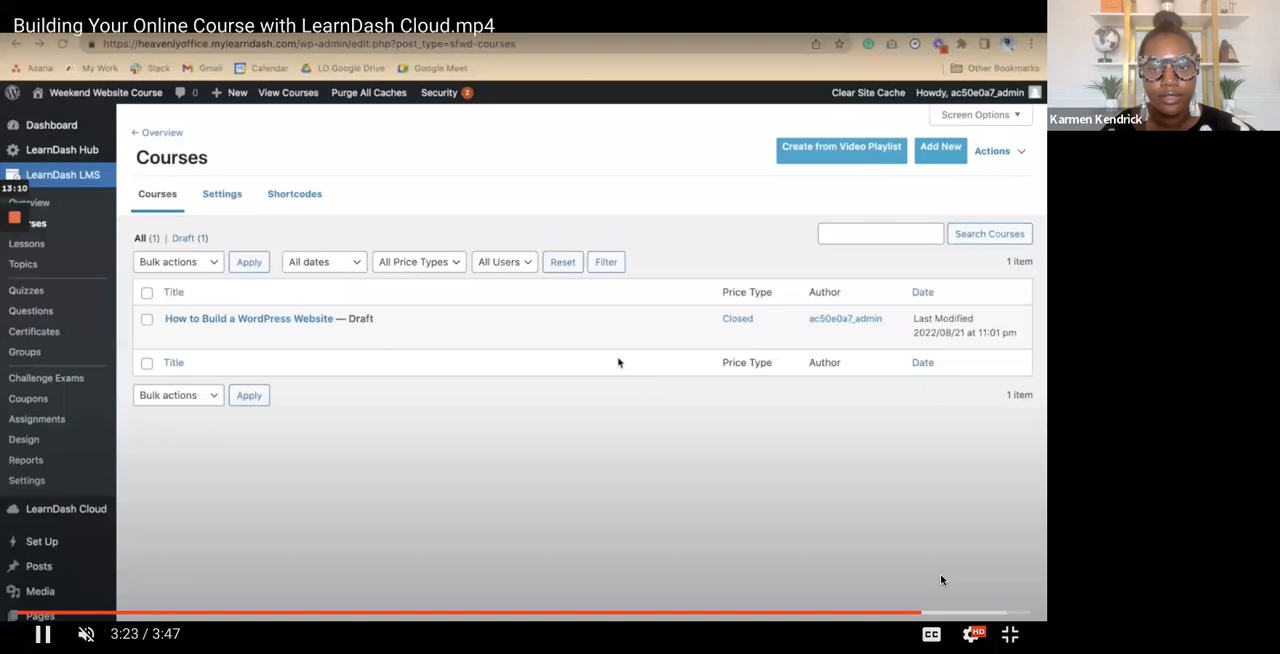 Building Your Online Course with LearnDash Cloud.mp4
https://heavenlyoffice.mylearndash.com/wp-admin/edit.php?post_type=sfwd-courses
Asana My Work Slack Gmail Calendar LD Google Drive Google Meet Other Bookmarks
Weekend Website Course 0 New View Courses Purge All Caches Security 2 Clear Site Cache Howdy, ac50e0a7_admin
Karmen Kendrick
Screen Options
Dashboard
LearnDash Hub
LearnDash LMS
13:10
Overview
rses
Lessons
Topics
Quizzes
Questions
Certificates
Groups
Challenge Exams
Coupons
Assignments
Design
Reports
Settings
LearnDash Cloud
Set Up
Posts
Media
Pages
← Overview
Courses
Create from Video Playlist Add New Actions
Courses Settings Shortcodes
All (1) | Draft (1)
Search Courses
Bulk actions Apply All dates All Price Types All Users Reset Filter 1 item
Title Price Type Author Date
How to Build a WordPress Website — Draft Closed ac50e0a7_admin Last Modified
2022/08/21 at 11:01 pm
Title Price Type Author Date
Bulk actions Apply 1 item
3:23 / 3:47 CC HD